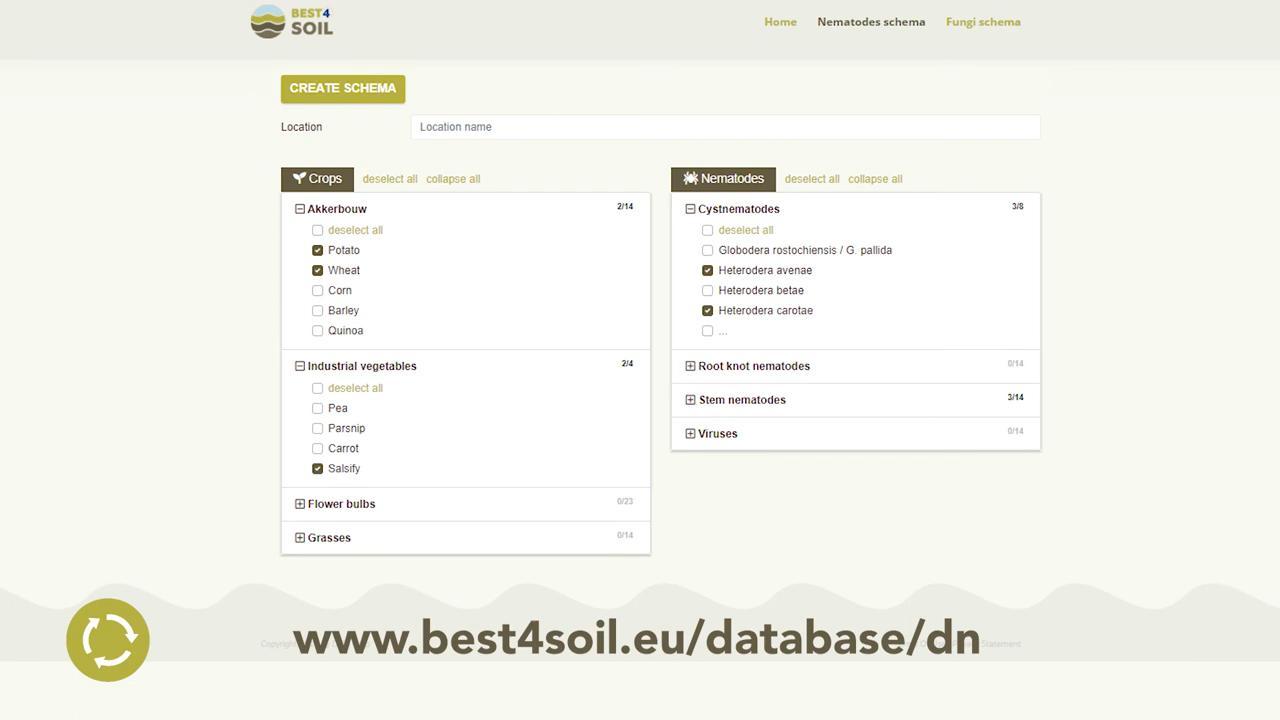 BEST4
SOIL
Home
Nematodes schema
Fungi schema
CREATE SCHEMA
Location
Location name
Crops
deselect all
collapse all
Akkerbouw
2/14
deselect all
Potato
Wheat
Corn
Barley
Quinoa
Industrial vegetables
2/4
deselect all
Pea
Parsnip
Carrot
Salsify
Flower bulbs
0/23
Grasses
0/14
Nematodes
deselect all
collapse all
Cystnematodes
3/8
deselect all
Globodera rostochiensis / G. pallida
Heterodera avenae
Heterodera betae
Heterodera carotae
...
Root knot nematodes
0/14
Stem nematodes
3/14
Viruses
0/14
www.best4soil.eu/database/dn
Statement